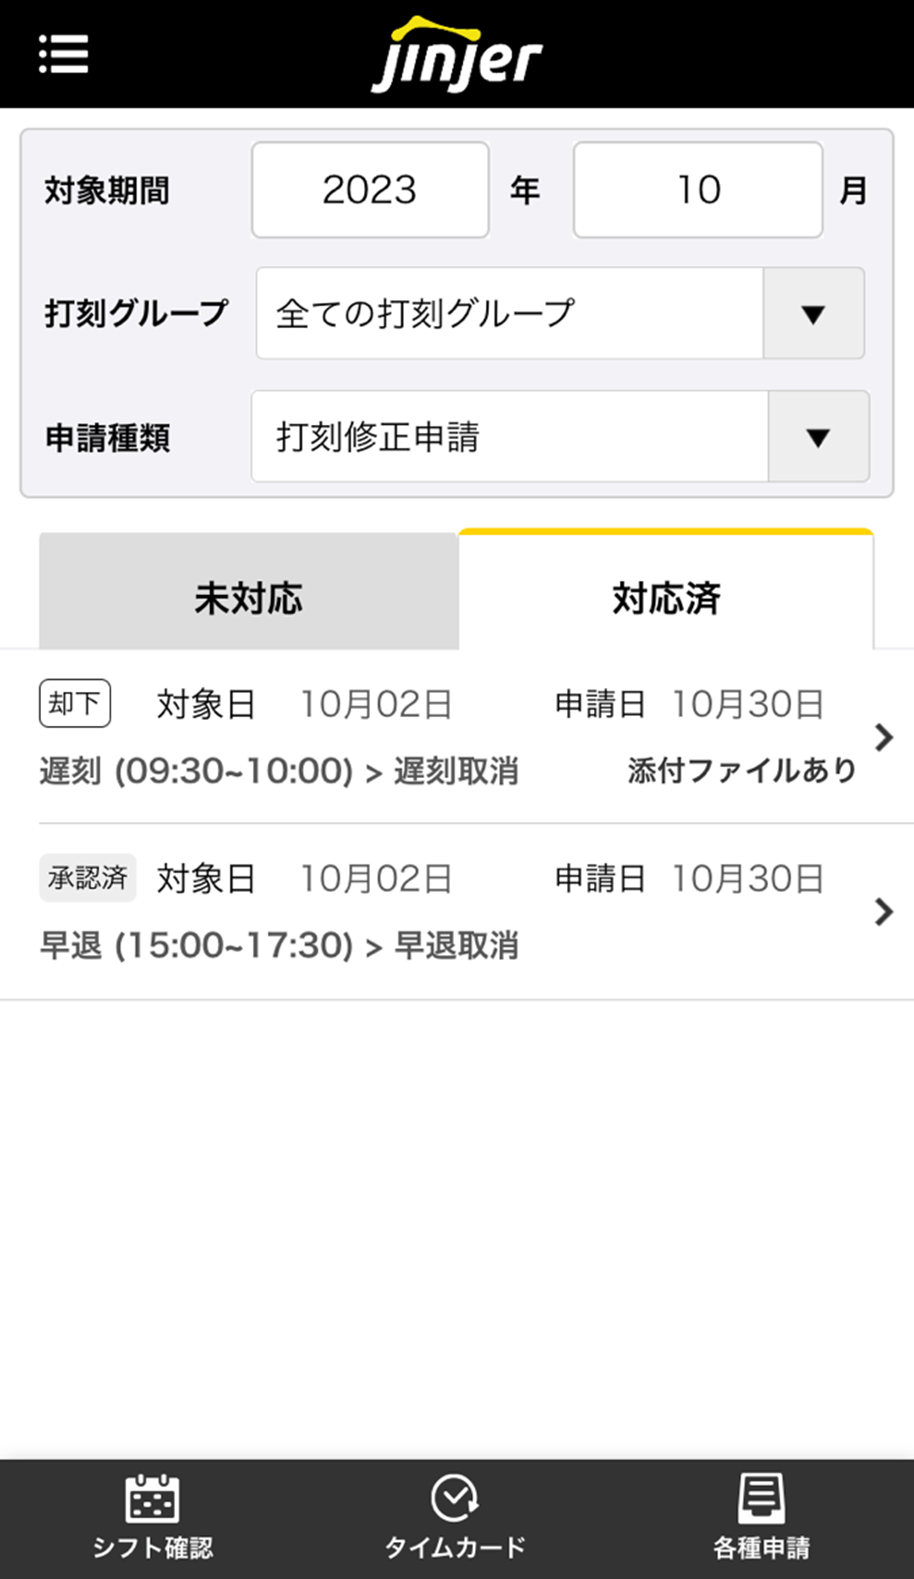 jinjer
対象期間 2023 年 10 月
打刻グループ 全ての打刻グループ ▼
申請種類 打刻修正申請 ▼
未対応 対応済
却下 対象日 10月02日 申請日 10月30日
遅刻 (09:30~10:00) > 遅刻取消 添付ファイルあり
承認済 対象日 10月02日 申請日 10月30日
早退 (15:00~17:30) > 早退取消
シフト確認 タイムカード 各種申請